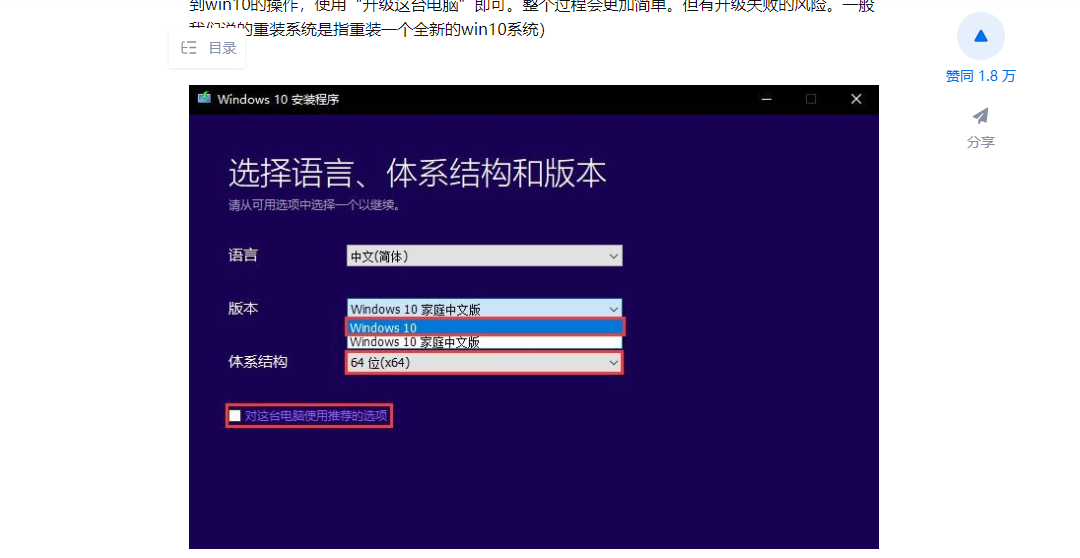 到win10的操作，使用“升级这台电脑”即可。整个过程会更加简单。但有升级失败的风险。一般
我们说的重装系统是指重装一个全新的win10系统）
目录
赞同 1.8 万
分享
Windows 10 安装程序
选择语言、体系结构和版本
请从可用选项中选择一个以继续。
语言
中文(简体)
版本
Windows 10 家庭中文版
Windows 10
Windows 10 家庭中文版
体系结构
64 位(x64)
对这台电脑使用推荐的选项